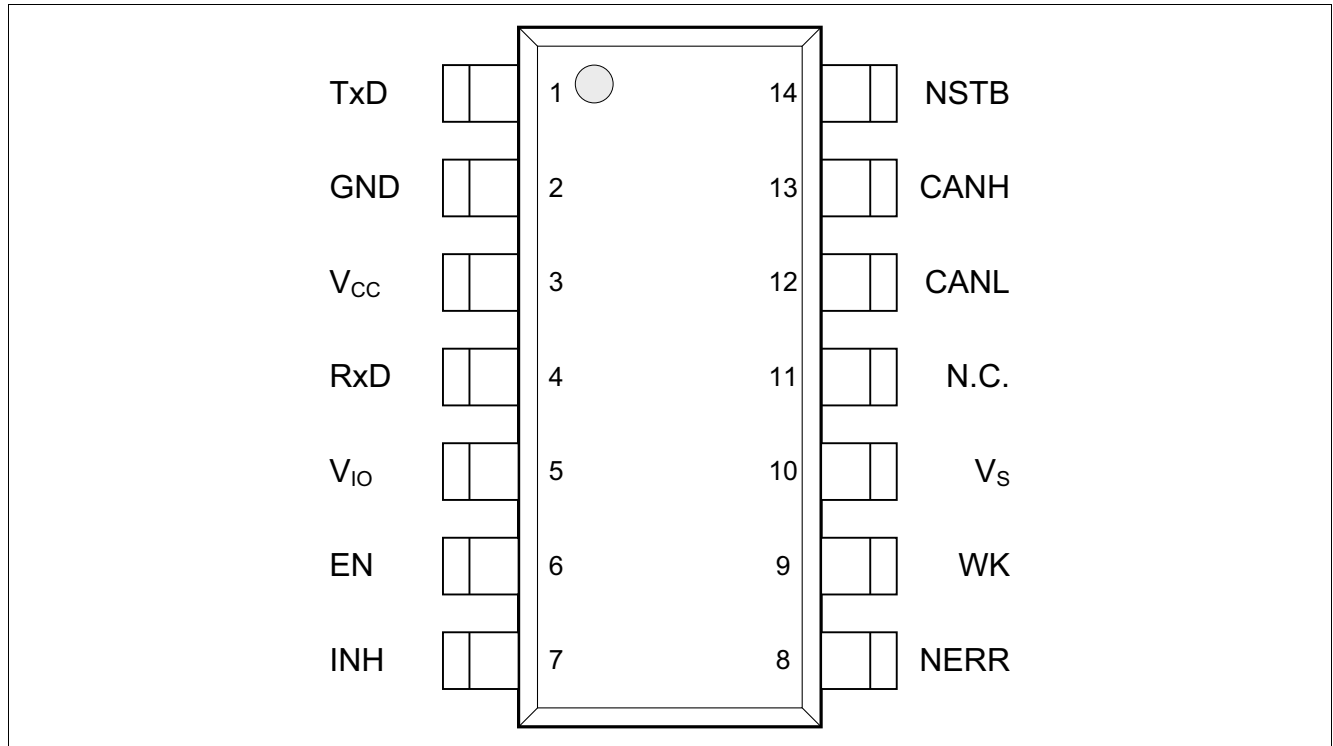 TxD 1 14 NSTB
GND 2 13 CANH
VCC 3 12 CANL
RxD 4 11 N.C.
VIO 5 10 VS
EN 6 9 WK
INH 7 8 NERR